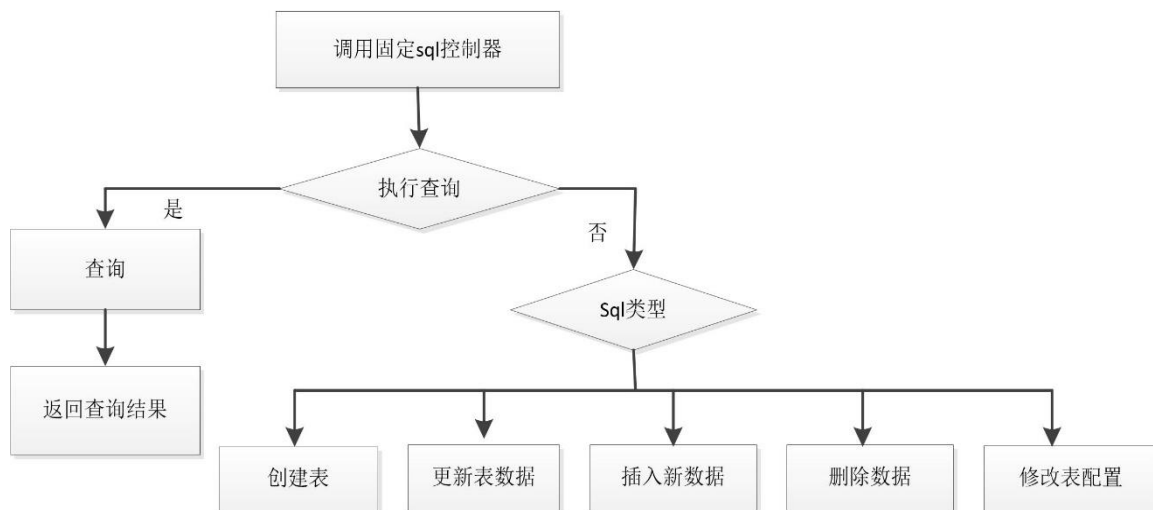 调用固定sql控制器
执行查询
是
否
查询
Sql类型
返回查询结果
创建表
更新表数据
插入新数据
删除数据
修改表配置